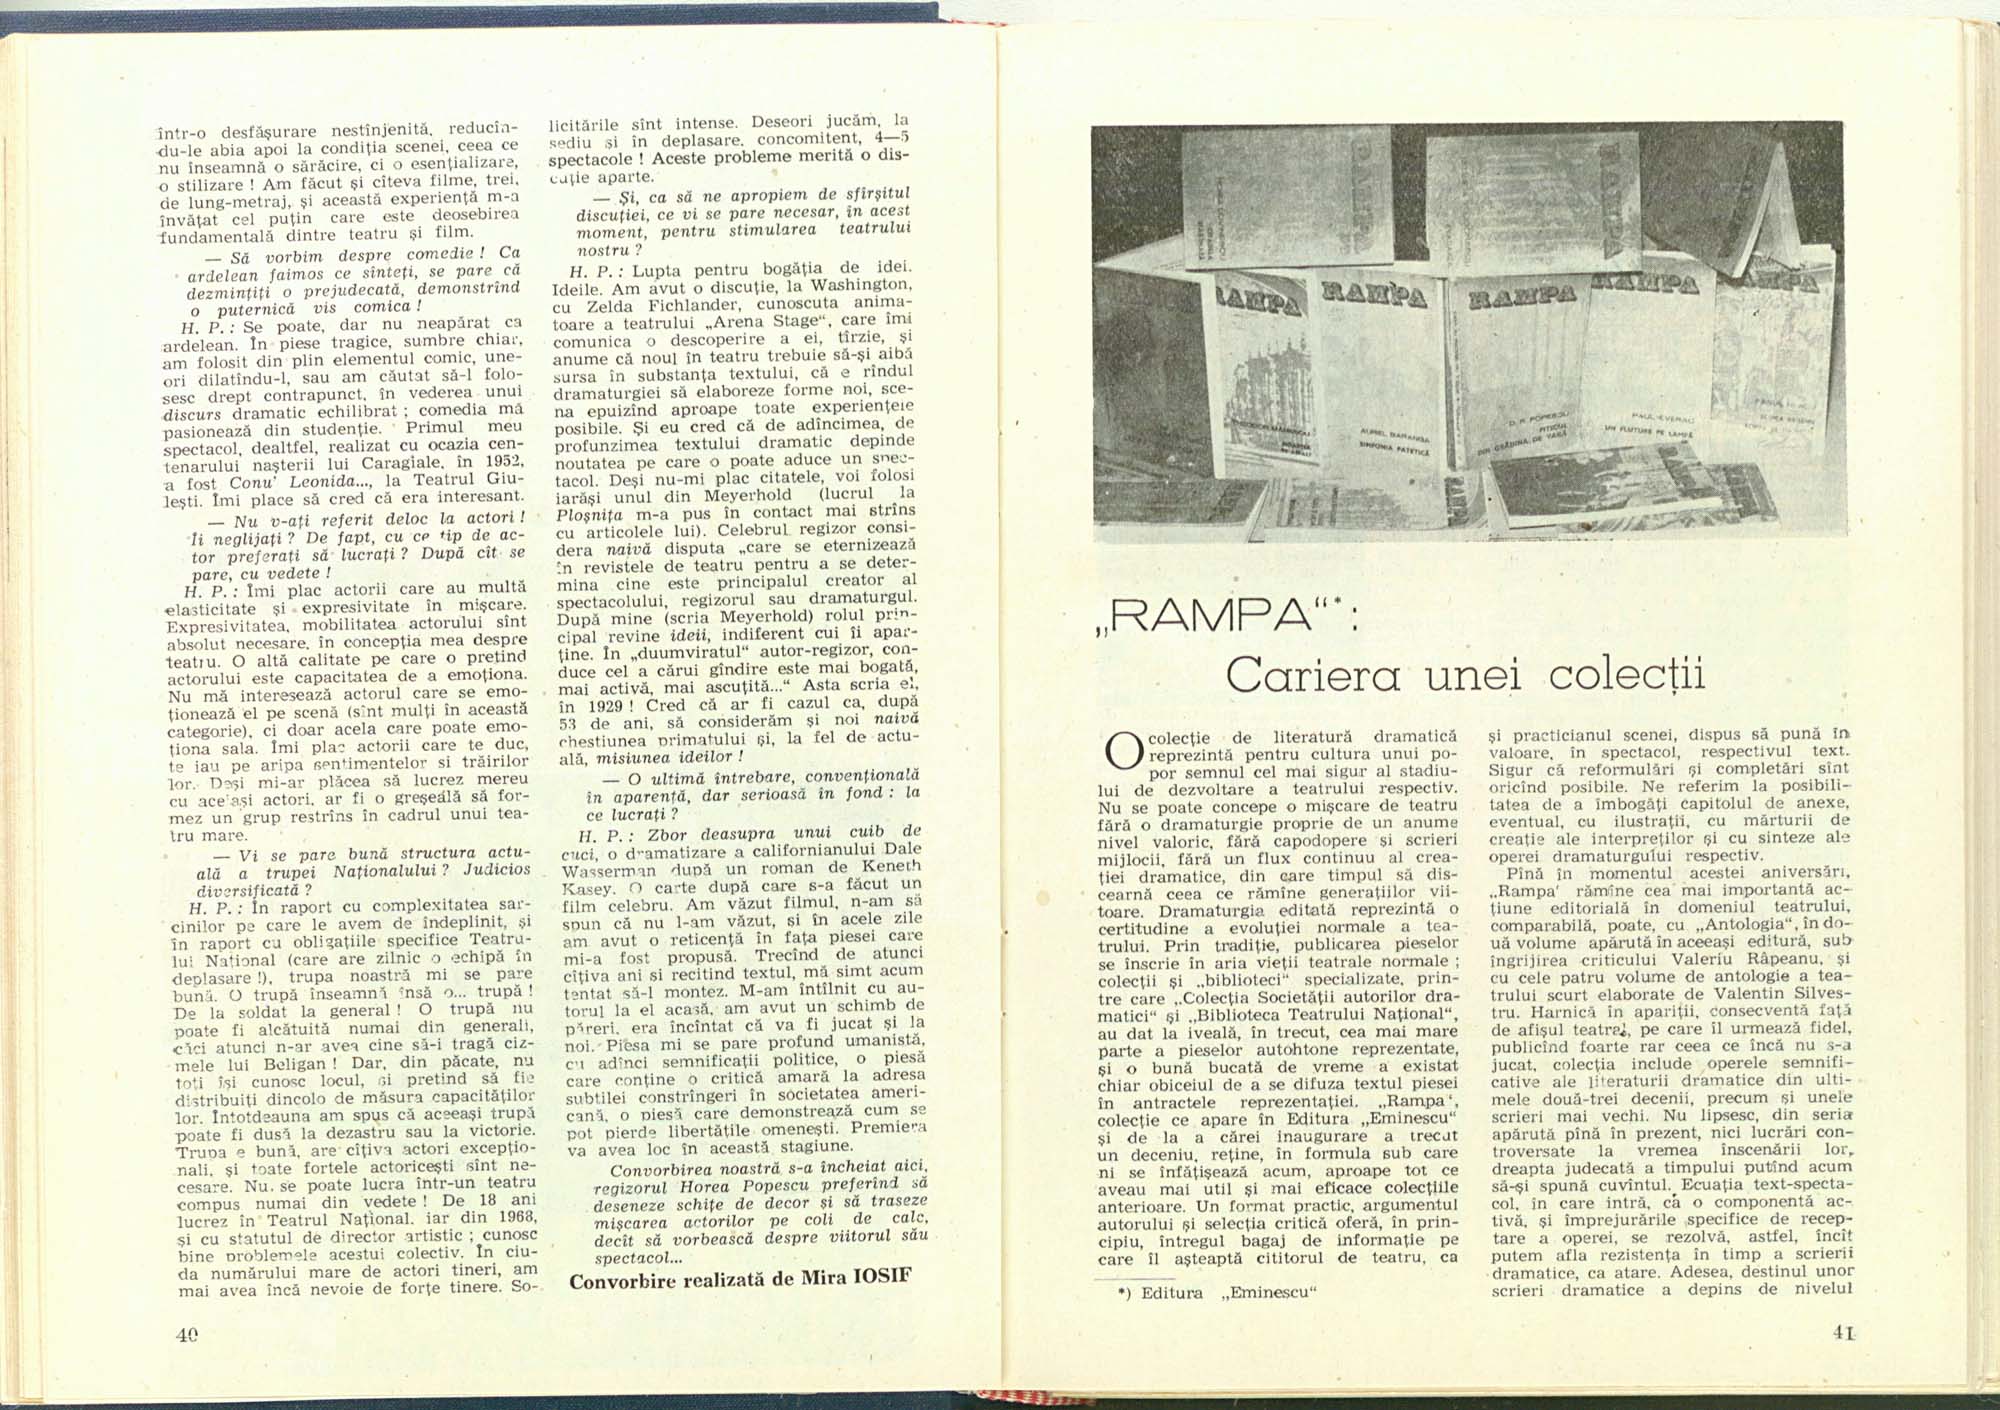 într-o desfășurare nestînjenită, reducîn-
du-le abia apoi la condiția scenei, ceea ce
nu înseamnă o sărăcire, ci o esențializare,
o stilizare ! Am făcut și cîteva filme, trei,
de lung-metraj, și această experiență m-a
învățat cel puțin care este deosebirea
fundamentală dintre teatru și film.
— Să vorbim despre comedie ! Ca
ardelean faimos ce sînteți, se pare că
dezmințiți o prejudecată, demonstrînd
o puternică vis comica !
H. P. : Se poate, dar nu neapărat ca
ardelean. În piese tragice, sumbre chiar,
am folosit din plin elementul comic, une-
ori dilatîndu-l, sau am căutat să-l folo-
sesc drept contrapunct, în vederea unui
discurs dramatic echilibrat ; comedia mă
pasionează din studenție. Primul meu
spectacol, dealtfel, realizat cu ocazia cen-
tenarului nașterii lui Caragiale, în 1952,
a fost Conu' Leonida..., la Teatrul Giu-
lești. Îmi place să cred că era interesant.
— Nu v-ați referit deloc la actori !
Îi neglijați ? De fapt, cu ce tip de ac-
tor preferați să lucrați ? După cît se
pare, cu vedete !
H. P. : Îmi plac actorii care au multă
elasticitate și expresivitate în mișcare.
Expresivitatea, mobilitatea actorului sînt
absolut necesare, în concepția mea despre
teatru. O altă calitate pe care o pretind
actorului este capacitatea de a emoționa.
Nu mă interesează actorul care se emo-
ționează el pe scenă (sînt mulți în această
categorie), ci doar acela care poate emo-
ționa sala. Îmi plac actorii care te duc,
te iau pe aripa sentimentelor si trăirilor
lor. Deși mi-ar plăcea să lucrez mereu
cu aceiași actori, ar fi o greșeală să for-
mez un grup restrîns în cadrul unui tea-
tru mare.
— Vi se pare bună structura actu-
ală a trupei Naționalului ? Judicios
diversificată ?
H. P. : În raport cu complexitatea sar-
cinilor pe care le avem de îndeplinit, și
în raport cu obligațiile specifice Teatru-
lui Național (care are zilnic o echipă în
deplasare !), trupa noastră mi se pare
bună. O trupă înseamnă însă o... trupă !
De la soldat la general ! O trupă nu
poate fi alcătuită numai din generali,
căci atunci n-ar avea cine să-i tragă ciz-
mele lui Beligan ! Dar, din păcate, nu
toți își cunosc locul, și pretind să fie
distribuiți dincolo de măsura capacităților
lor. Întotdeauna am spus că aceeași trupă
poate fi dusă la dezastru sau la victorie.
Trupa e bună, are cîțiva actori excepțio-
nali, și toate forțele actoricești sînt ne-
cesare. Nu se poate lucra într-un teatru
compus numai din vedete ! De 18 ani
lucrez în Teatrul Național, iar din 1968,
și cu statutul de director artistic ; cunosc
bine problemele acestui colectiv. În ciu-
da numărului mare de actori tineri, am
mai avea încă nevoie de forțe tinere. So-
40
licitările sînt intense. Deseori jucăm, la
sediu și în deplasare, concomitent, 4—5
spectacole ! Aceste probleme merită o dis-
cuție aparte.
— Și, ca să ne apropiem de sfîrșitul
discuției, ce vi se pare necesar, în acest
moment, pentru stimularea teatrului
nostru ?
H. P. : Lupta pentru bogăția de idei.
Ideile. Am avut o discuție, la Washington,
cu Zelda Fichlander, cunoscuta anima-
toare a teatrului „Arena Stage“, care îmi
comunica o descoperire a ei, tîrzie, și
anume că noul în teatru trebuie să-și aibă
sursa în substanța textului, că e rîndul
dramaturgiei să elaboreze forme noi, sce-
na epuizînd aproape toate experiențele
posibile. Și eu cred că de adîncimea, de
profunzimea textului dramatic depinde
noutatea pe care o poate aduce un spec-
tacol. Deși nu-mi plac citatele, voi folosi
iarăși unul din Meyerhold (lucrul la
Ploșnița m-a pus în contact mai strîns
cu articolele lui). Celebrul regizor consi-
dera naivă disputa „care se eternizează
în revistele de teatru pentru a se deter-
mina cine este principalul creator al
spectacolului, regizorul sau dramaturgul.
După mine (scria Meyerhold) rolul prin-
cipal revine ideii, indiferent cui îi apar-
ține. În „duumviratul“ autor-regizor, con-
duce cel a cărui gîndire este mai bogată,
mai activă, mai ascuțită...“ Asta scria el,
în 1929 ! Cred că ar fi cazul ca, după
53 de ani, să considerăm și noi naivă
chestiunea primatului și, la fel de actu-
ală, misiunea ideilor !
— O ultimă întrebare, convențională
în aparență, dar serioasă în fond : la
ce lucrați ?
H. P. : Zbor deasupra unui cuib de
cuci, o dramatizare a californianului Dale
Wasserman după un roman de Keneth
Kasey. O carte după care s-a făcut un
film celebru. Am văzut filmul, n-am să
spun că nu l-am văzut, și în acele zile
am avut o reticență în fața piesei care
mi-a fost propusă. Trecînd de atunci
cîțiva ani si recitind textul, mă simt acum
tentat să-l montez. M-am întîlnit cu au-
torul la el acasă, am avut un schimb de
păreri, era încîntat că va fi jucat și la
noi. Piesa mi se pare profund umanistă,
cu adînci semnificații politice, o piesă
care conține o critică amară la adresa
subtilei constrîngeri în societatea ameri-
cană, o piesă care demonstrează cum se
pot pierde libertățile omenești. Premiera
va avea loc în această stagiune.
Convorbirea noastră s-a încheiat aici,
regizorul Horea Popescu preferînd să
deseneze schițe de decor și să traseze
mișcarea actorilor pe coli de calc,
decît să vorbească despre viitorul său
spectacol...
Convorbire realizată de Mira IOSIF
RAMPA
RAMPA
RAMPA
RAMPA
RAMPA
AUREL BARANGA
SIMFONIA PATETICĂ
D. R. POPESCU
PITICUL
DIN GRĂDINA DE VARĂ
PAUL EVERAC
UN FLUTURE PE LAMPĂ
„RAMPA“* :
Cariera unei colecții
O colecție de literatură dramatică
reprezintă pentru cultura unui po-
por semnul cel mai sigur al stadiu-
lui de dezvoltare a teatrului respectiv.
Nu se poate concepe o mișcare de teatru
fără o dramaturgie proprie de un anume
nivel valoric, fără capodopere și scrieri
mijlocii, fără un flux continuu al crea-
ției dramatice, din care timpul să dis-
cearnă ceea ce rămîne generațiilor vii-
toare. Dramaturgia editată reprezintă o
certitudine a evoluției normale a tea-
trului. Prin tradiție, publicarea pieselor
se înscrie în aria vieții teatrale normale ;
colecții și „biblioteci“ specializate, prin-
tre care „Colecția Societății autorilor dra-
matici“ și „Biblioteca Teatrului Național“,
au dat la iveală, în trecut, cea mai mare
parte a pieselor autohtone reprezentate,
și o bună bucată de vreme a existat
chiar obiceiul de a se difuza textul piesei
în antractele reprezentației. „Rampa“,
colecție ce apare în Editura „Eminescu“
și de la a cărei inaugurare a trecut
un deceniu, reține, în formula sub care
ni se înfățișează acum, aproape tot ce
aveau mai util și mai eficace colecțiile
anterioare. Un format practic, argumentul
autorului și selecția critică oferă, în prin-
cipiu, întregul bagaj de informație pe
care îl așteaptă cititorul de teatru, ca
*) Editura „Eminescu“
și practicianul scenei, dispus să pună în
valoare, în spectacol, respectivul text.
Sigur că reformulări și completări sînt
oricînd posibile. Ne referim la posibili-
tatea de a îmbogăți capitolul de anexe,
eventual, cu ilustrații, cu mărturii de
creație ale interpreților și cu sinteze ale
operei dramaturgului respectiv.
Pînă în momentul acestei aniversări,
„Rampa' rămîne cea mai importantă ac-
țiune editorială în domeniul teatrului,
comparabilă, poate, cu „Antologia“, în do-
uă volume apărută în aceeași editură, sub
îngrijirea criticului Valeriu Râpeanu, și
cu cele patru volume de antologie a tea-
trului scurt elaborate de Valentin Silves-
tru. Harnică în apariții, consecventă față
de afișul teatral, pe care îl urmează fidel,
publicînd foarte rar ceea ce încă nu s-a
jucat, colecția include operele semnifi-
cative ale literaturii dramatice din ulti-
mele două-trei decenii, precum și unele
scrieri mai vechi. Nu lipsesc, din seria
apărută pînă în prezent, nici lucrări con-
troversate la vremea înscenării lor,
dreapta judecată a timpului putînd acum
să-și spună cuvîntul. Ecuația text-specta-
col, în care intră, că o componentă ac-
tivă, și împrejurările specifice de recep-
tare a operei, se rezolvă, astfel, încît
putem afla rezistența în timp a scrierii
dramatice, ca atare. Adesea, destinul unor
scrieri dramatice a depins de nivelul
41